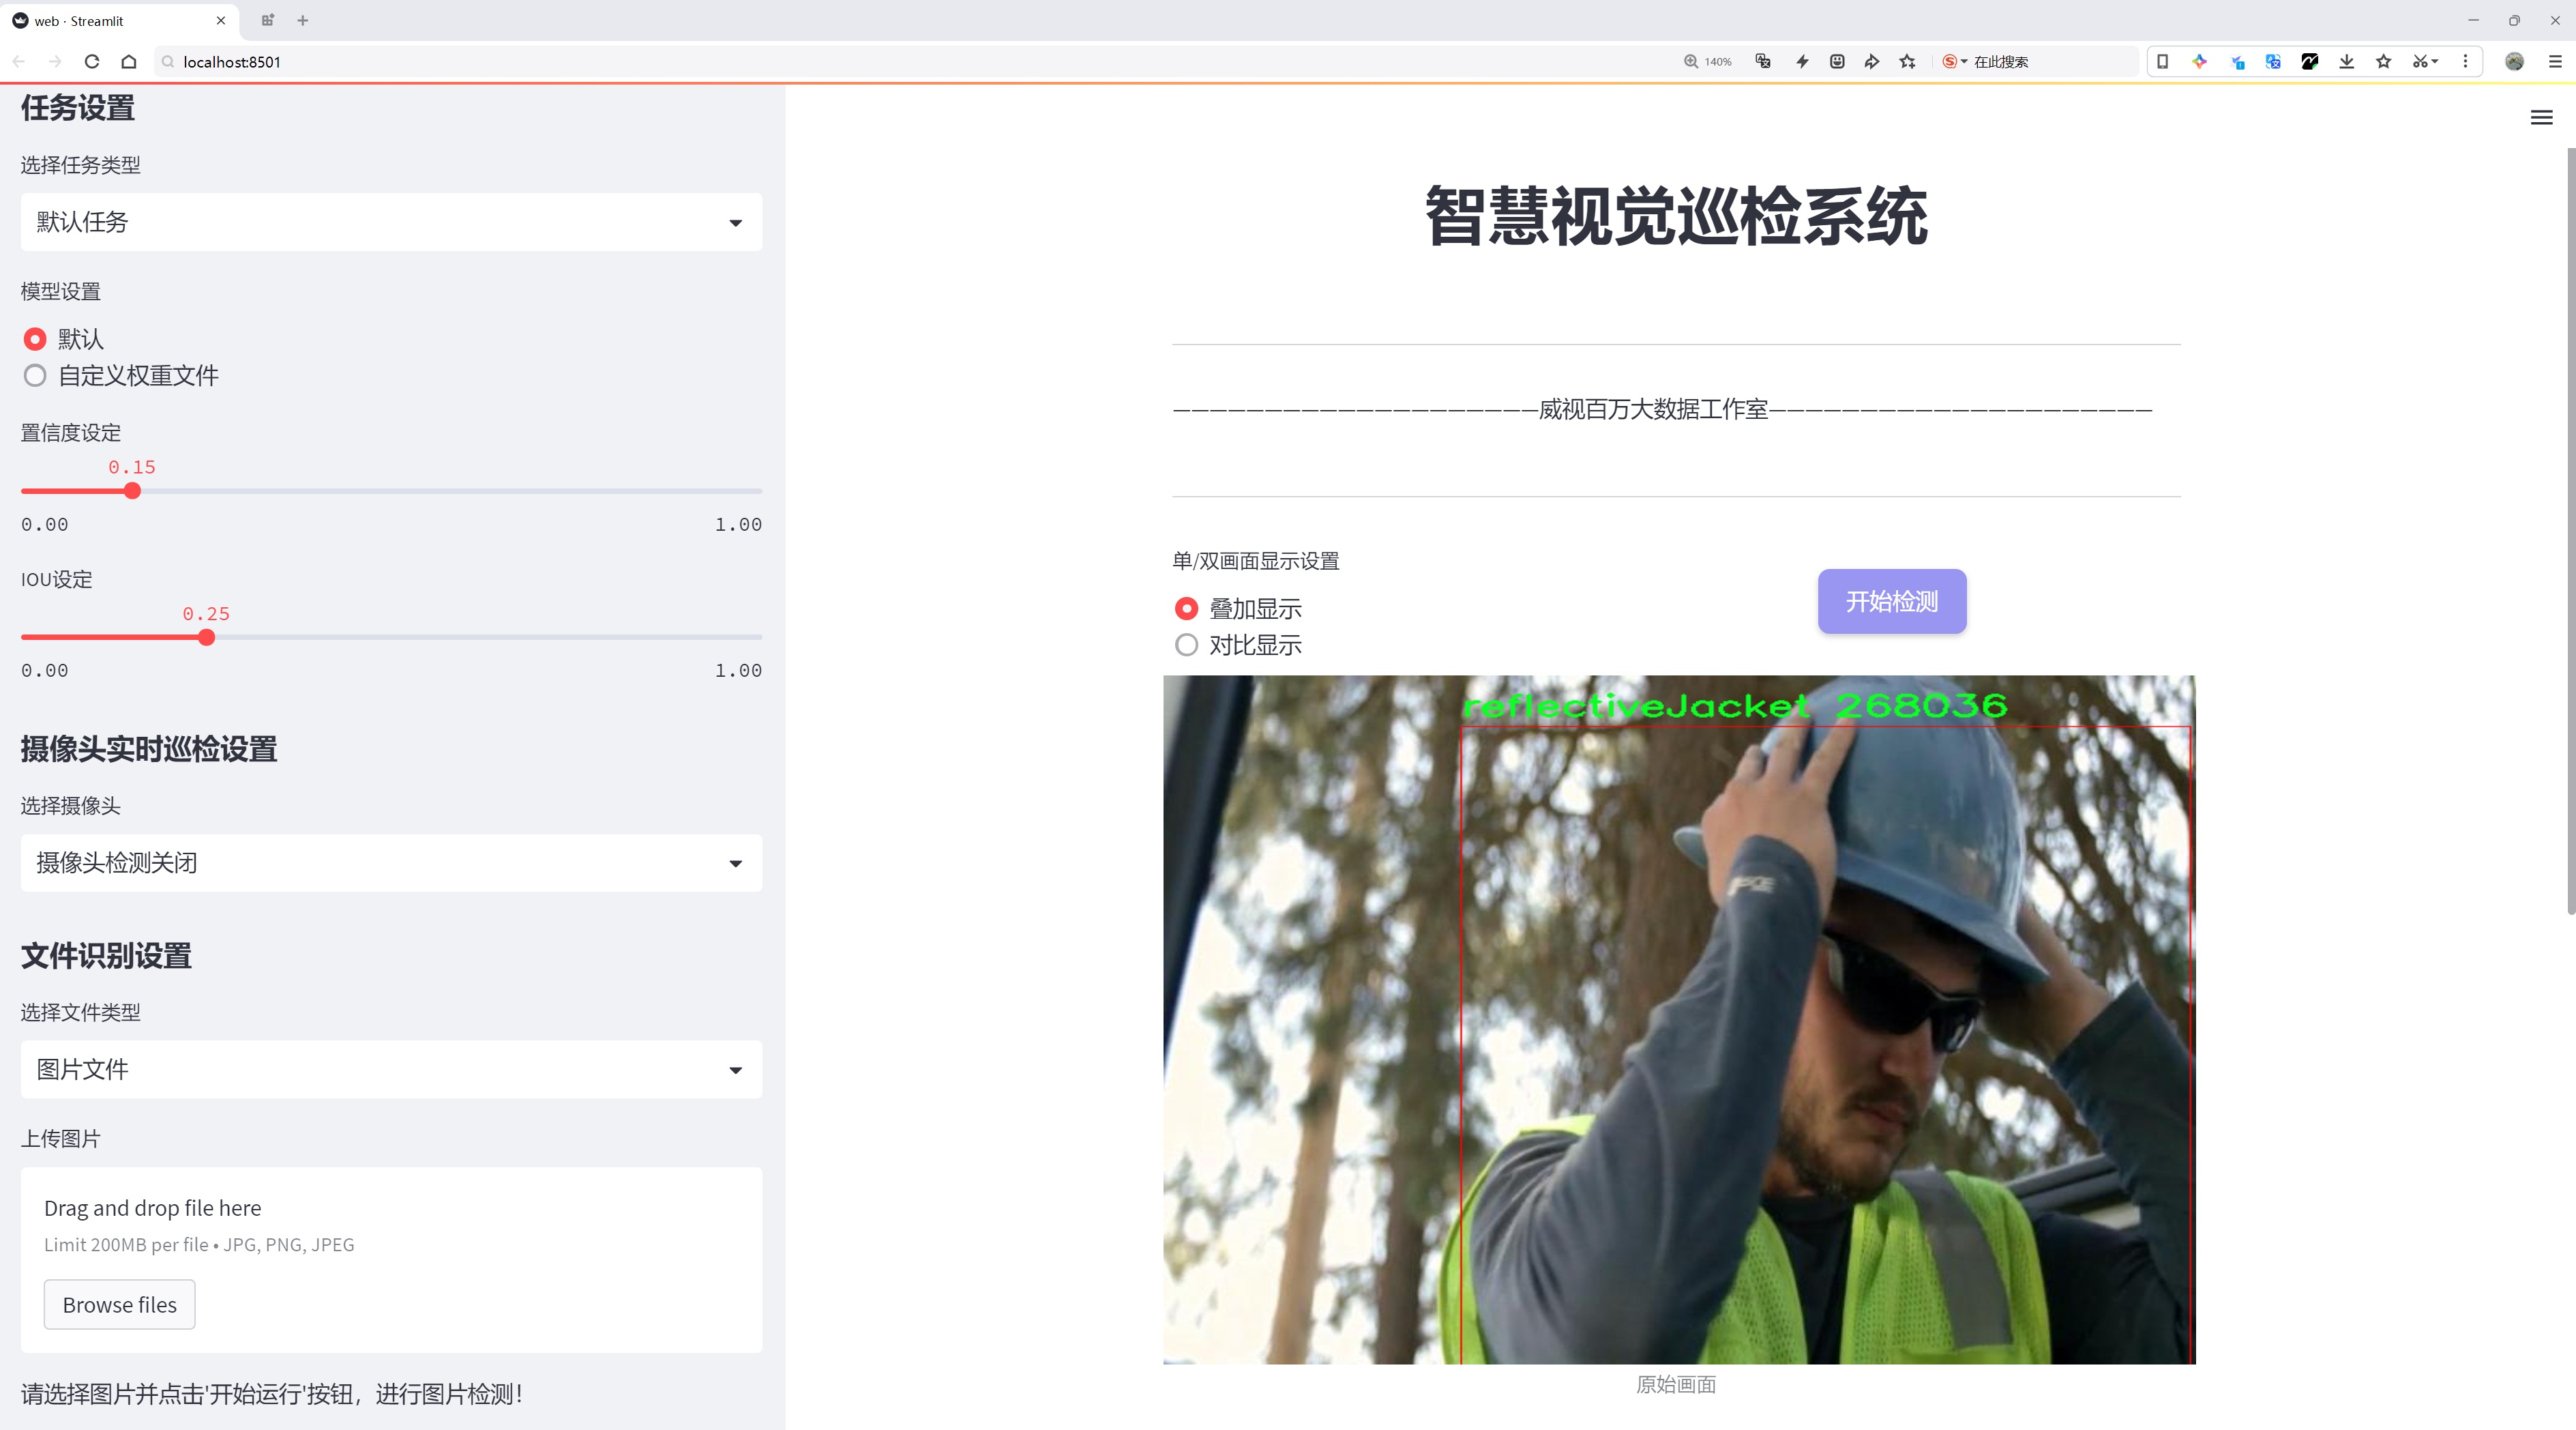 web · Streamlit
localhost:8501
140%
在此搜索
任务设置
选择任务类型
默认任务
模型设置
默认
自定义权重文件
置信度设定
0.15
0.00
1.00
IOU设定
0.25
0.00
1.00
摄像头实时巡检设置
选择摄像头
摄像头检测关闭
文件识别设置
选择文件类型
图片文件
上传图片
Drag and drop file here
Limit 200MB per file • JPG, PNG, JPEG
Browse files
请选择图片并点击'开始运行'按钮，进行图片检测！
智慧视觉巡检系统
————————————————————威视百万大数据工作室—————————————————————
单/双画面显示设置
叠加显示
对比显示
开始检测
reflectiveJacket 268036
原始画面